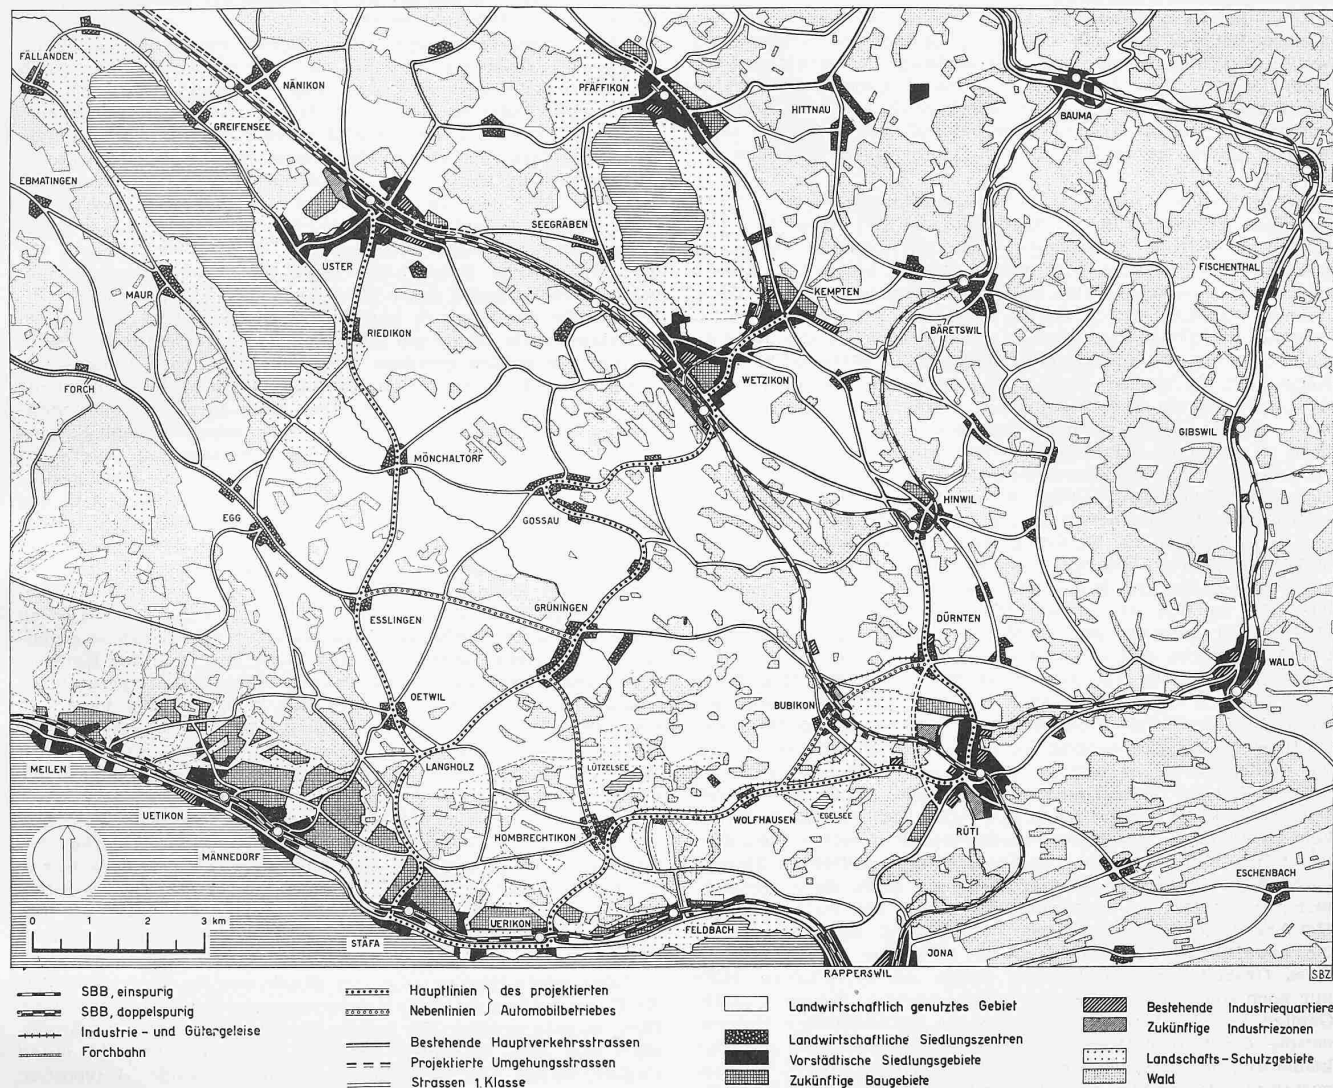 FÄLLANDEN
NÄNIKON
GREIFENSEE
PFÄFFIKON
HITTNAU
BAUMA
EBMATINGEN
SEEGRÄBEN
USTER
MAUR
RIEDIKON
KEMPTEN
FISCHENTHAL
BÄRETSWIL
FORCH
WETZIKON
GIBSWIL
MÖNCHALTORF
HINWIL
EGG
GOSSAU
GRÜNINGEN
ESSLINGEN
DÜRNTEN
WALD
OETWIL
BUBIKON
MEILEN
LANGHOLZ
LÜTZELSEE
UETIKON
WOLFHAUSEN
EGELSEE
HOMBRECHTIKON
RÜTI
MÄNNEDORF
ESCHENBACH
0 1 2 3 km
STÄFA
UERIKON
FELDBACH
JONA
RAPPERSWIL
SBZ
SBB, einspurig
SBB, doppelspurig
Industrie- und Gütergeleise
Forchbahn
Hauptlinien } des projektierten
Nebenlinien } Automobilbetriebes
Bestehende Hauptverkehrsstrassen
Projektierte Umgehungsstrassen
Strassen 1. Klasse
Landwirtschaftlich genutztes Gebiet
Landwirtschaftliche Siedlungszentren
Vorstädtische Siedlungsgebiete
Zukünftige Baugebiete
Bestehende Industriequartiere
Zukünftige Industriezonen
Landschafts-Schutzgebiete
Wald